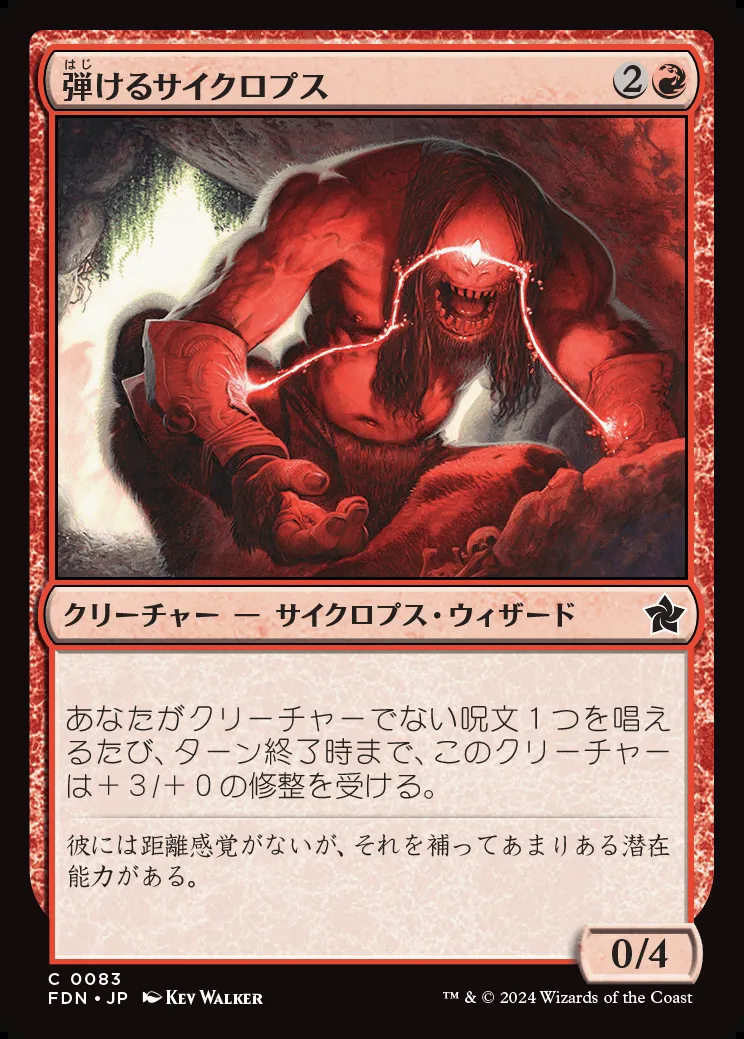 はじ
弾けるサイクロプス
2
クリーチャー — サイクロプス・ウィザード
あなたがクリーチャーでない呪文1つを唱え
るたび、ターン終了時まで、このクリーチャー
は+3/+0の修整を受ける。
彼には距離感覚がないが、それを補ってあまりある潜在
能力がある。
0/4
C 0083
FDN • JP Kev Walker
™ & © 2024 Wizards of the Coast